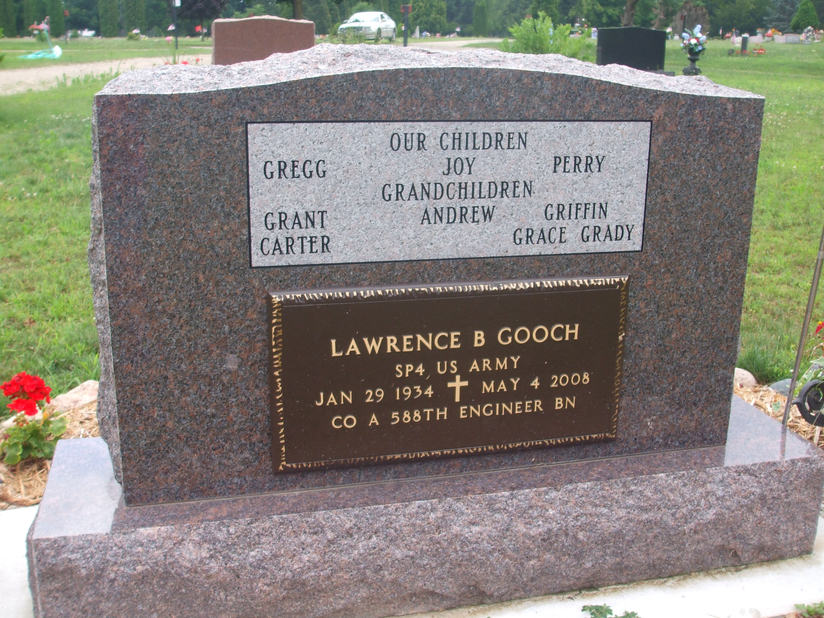 OUR CHILDREN
GREGG JOY PERRY
GRANDCHILDREN
GRANT ANDREW GRIFFIN
CARTER GRACE GRADY
LAWRENCE B GOOCH
SP4 US ARMY
JAN 29 1934 MAY 4 2008
CO A 588TH ENGINEER BN